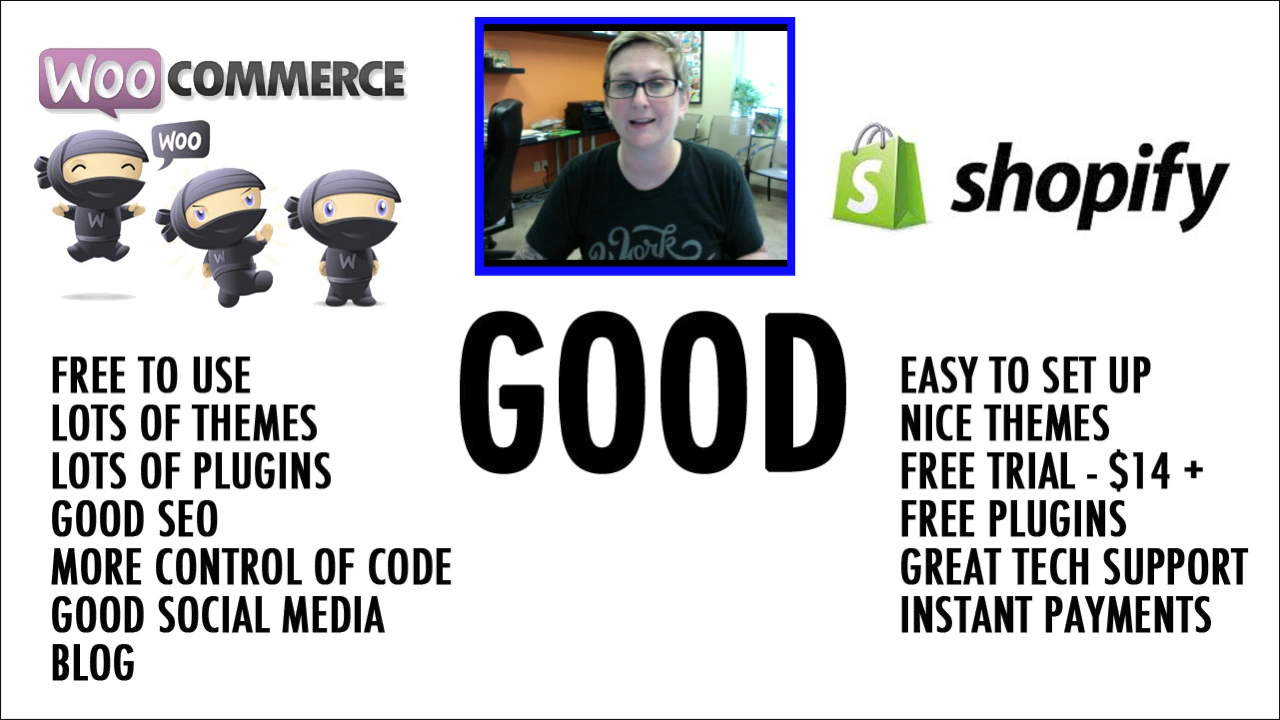 WOOCOMMERCE
WOO
W
W
W
Work
S
shopify
GOOD
FREE TO USE
LOTS OF THEMES
LOTS OF PLUGINS
GOOD SEO
MORE CONTROL OF CODE
GOOD SOCIAL MEDIA
BLOG
EASY TO SET UP
NICE THEMES
FREE TRIAL - $14 +
FREE PLUGINS
GREAT TECH SUPPORT
INSTANT PAYMENTS